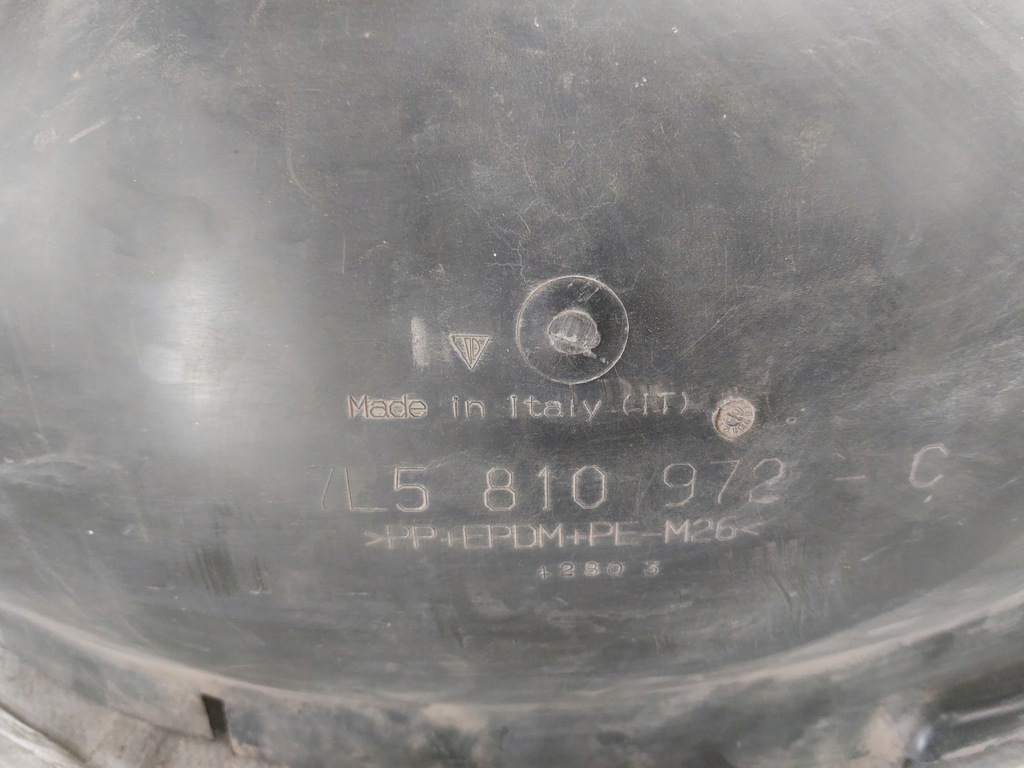 Made in Italy (IT)
7L5 810 972 - Ç
>PP+EPDM+PE-M26<